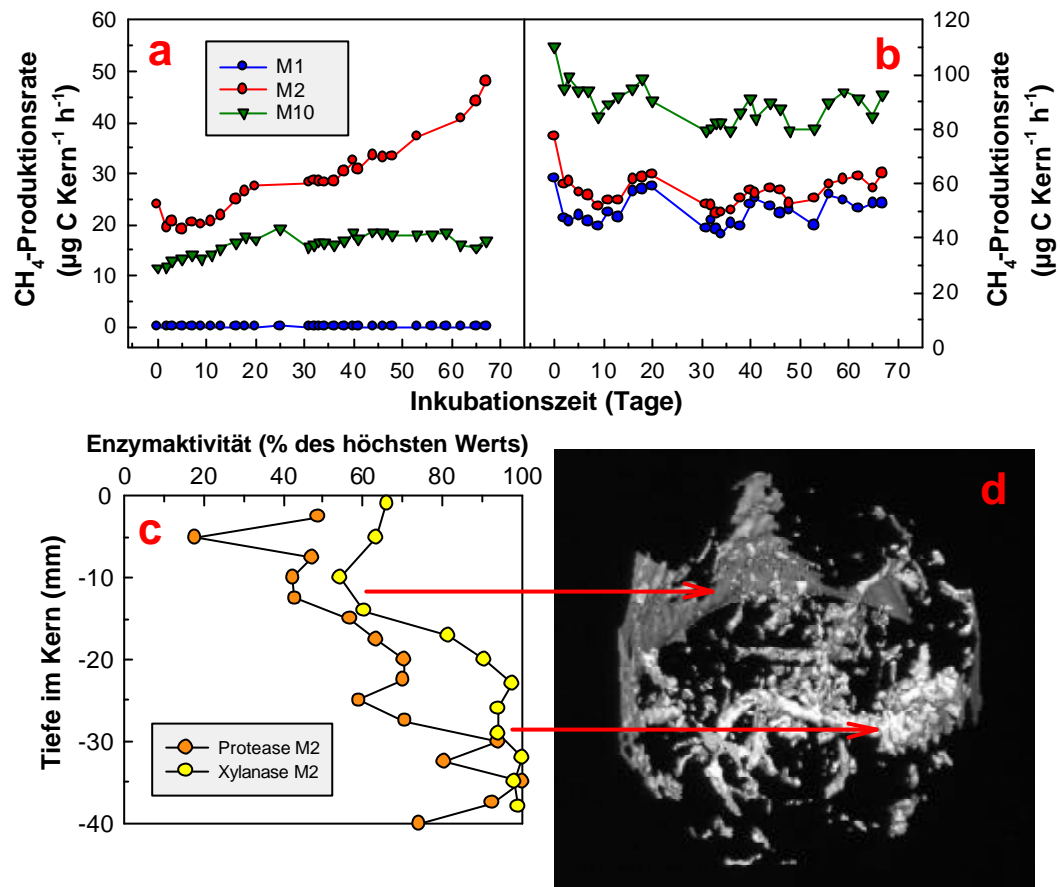 a
b
M1
M2
M10
60
50
40
30
20
10
0
CH4-Produktionsrate
(µg C Kern-1 h-1)
120
100
80
60
40
20
0
CH4-Produktionsrate
(µg C Kern-1 h-1)
0 10 20 30 40 50 60 70
0 10 20 30 40 50 60 70
Inkubationszeit (Tage)
Enzymaktivität (% des höchsten Werts)
0 20 40 60 80 100
c
d
0
-10
-20
-30
-40
Tiefe im Kern (mm)
Protease M2
Xylanase M2